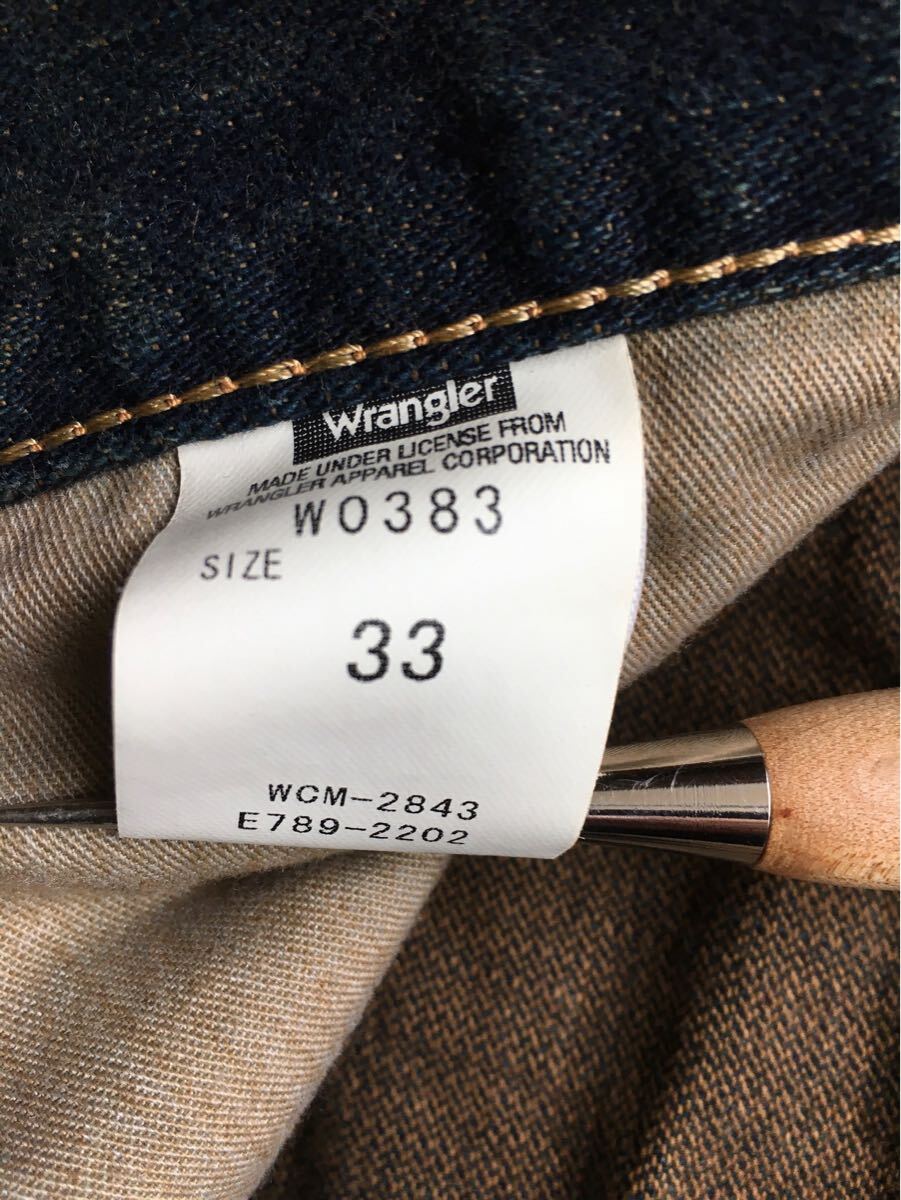 Wrangler
MADE UNDER LICENSE FROM
WRANGLER APPAREL CORPORATION
W0383
SIZE
33
WCM-2843
E789-2202